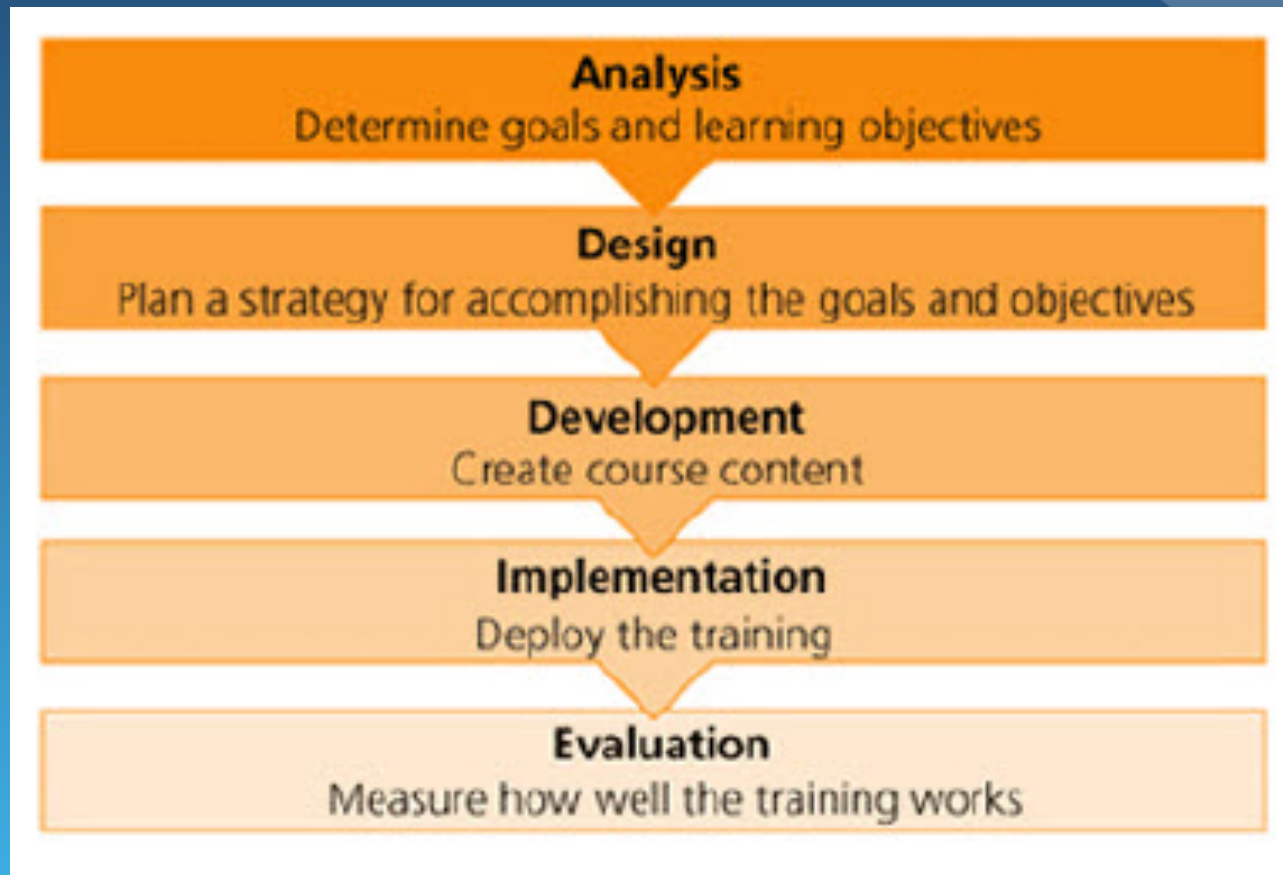 Analysis
Determine goals and learning objectives
Design
Plan a strategy for accomplishing the goals and objectives
Development
Create course content
Implementation
Deploy the training
Evaluation
Measure how well the training works